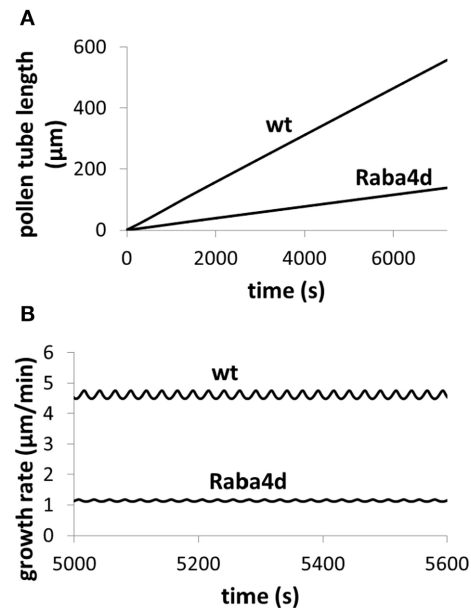 A
pollen tube length
(µm)
600
400
200
0
wt
Raba4d
0 2000 4000 6000
time (s)
B
growth rate (µm/min)
6
5
4
3
2
1
0
wt
Raba4d
5000 5200 5400 5600
time (s)